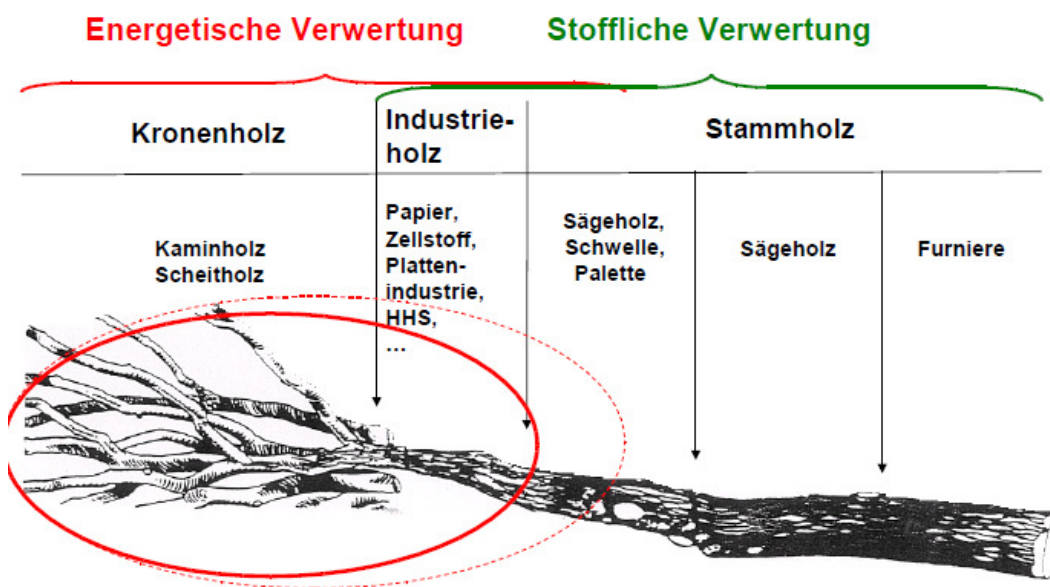 Energetische Verwertung
Stoffliche Verwertung
Kronenholz
Industrie-
holz
Stammholz
Kaminholz
Scheitholz
Papier,
Zellstoff,
Platten-
industrie,
HHS,
...
Sägeholz,
Schwelle,
Palette
Sägeholz
Furniere